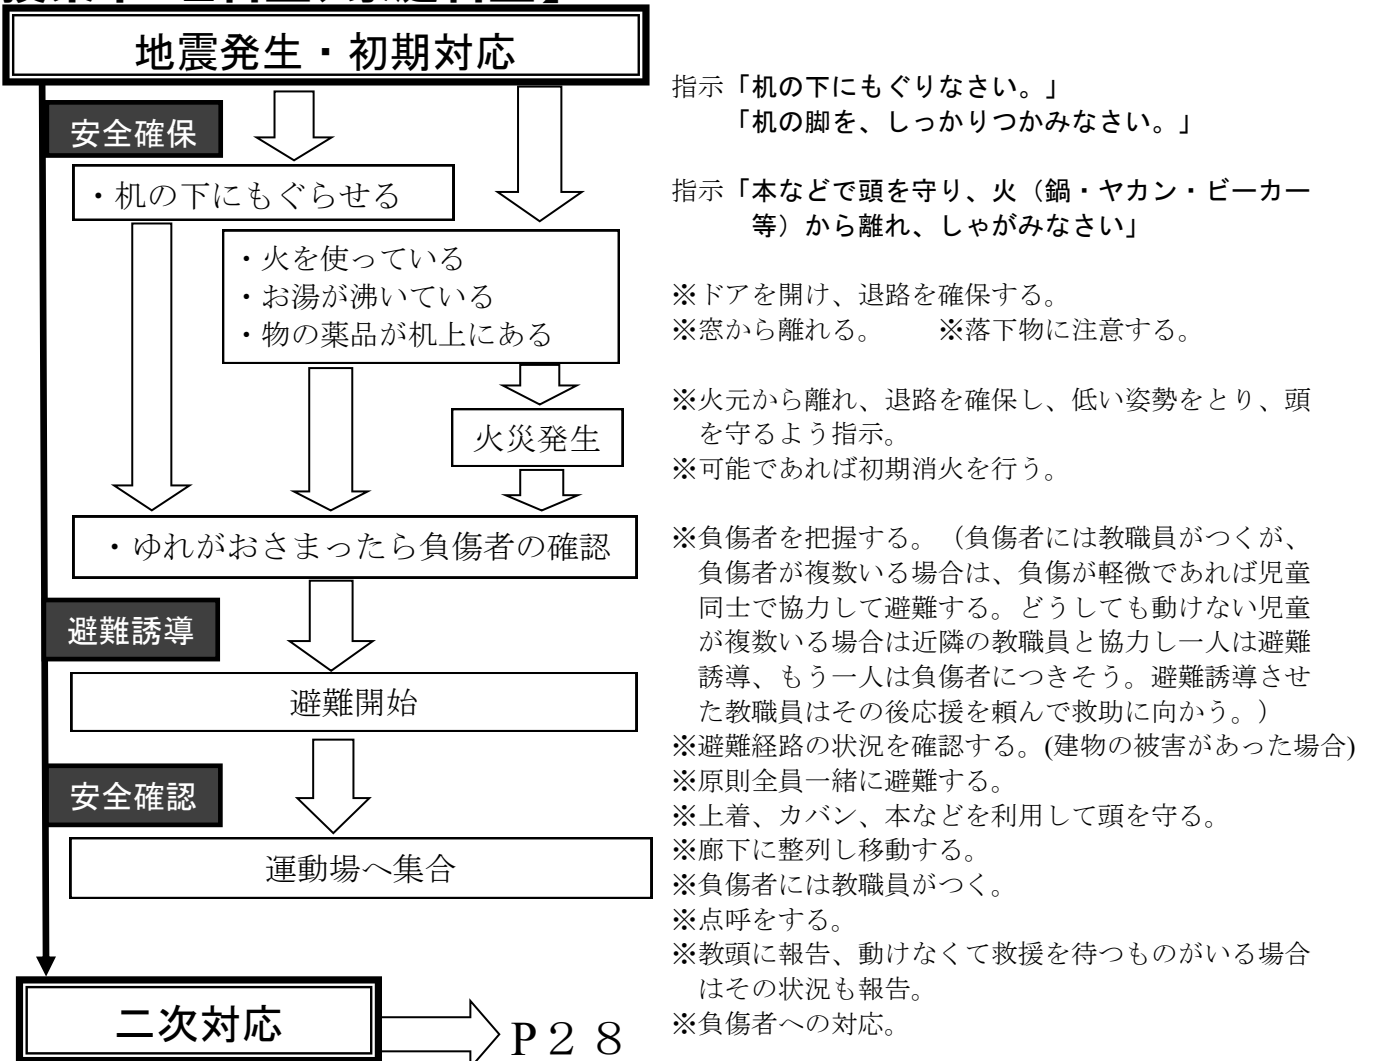 地震発生・初期対応
安全確保
・机の下にもぐらせる
・火を使っている
・お湯が沸いている
・物の薬品が机上にある
火災発生
・ゆれがおさまったら負傷者の確認
避難誘導
避難開始
安全確認
運動場へ集合
二次対応
P２８
指示「机の下にもぐりなさい。」
「机の脚を、しっかりつかみなさい。」
指示「本などで頭を守り、火（鍋・ヤカン・ビーカー
等）から離れ、しゃがみなさい」
※ドアを開け、退路を確保する。
※窓から離れる。　　※落下物に注意する。
※火元から離れ、退路を確保し、低い姿勢をとり、頭
を守るよう指示。
※可能であれば初期消火を行う。
※負傷者を把握する。（負傷者には教職員がつくが、
負傷者が複数いる場合は、負傷が軽微であれば児童
同士で協力して避難する。どうしても動けない児童
が複数いる場合は近隣の教職員と協力し一人は避難
誘導、もう一人は負傷者につきそう。避難誘導させ
た教職員はその後応援を頼んで救助に向かう。）
※避難経路の状況を確認する。(建物の被害があった場合)
※原則全員一緒に避難する。
※上着、カバン、本などを利用して頭を守る。
※廊下に整列し移動する。
※負傷者には教職員がつく。
※点呼をする。
※教頭に報告、動けなくて救援を待つものがいる場合
はその状況も報告。
※負傷者への対応。